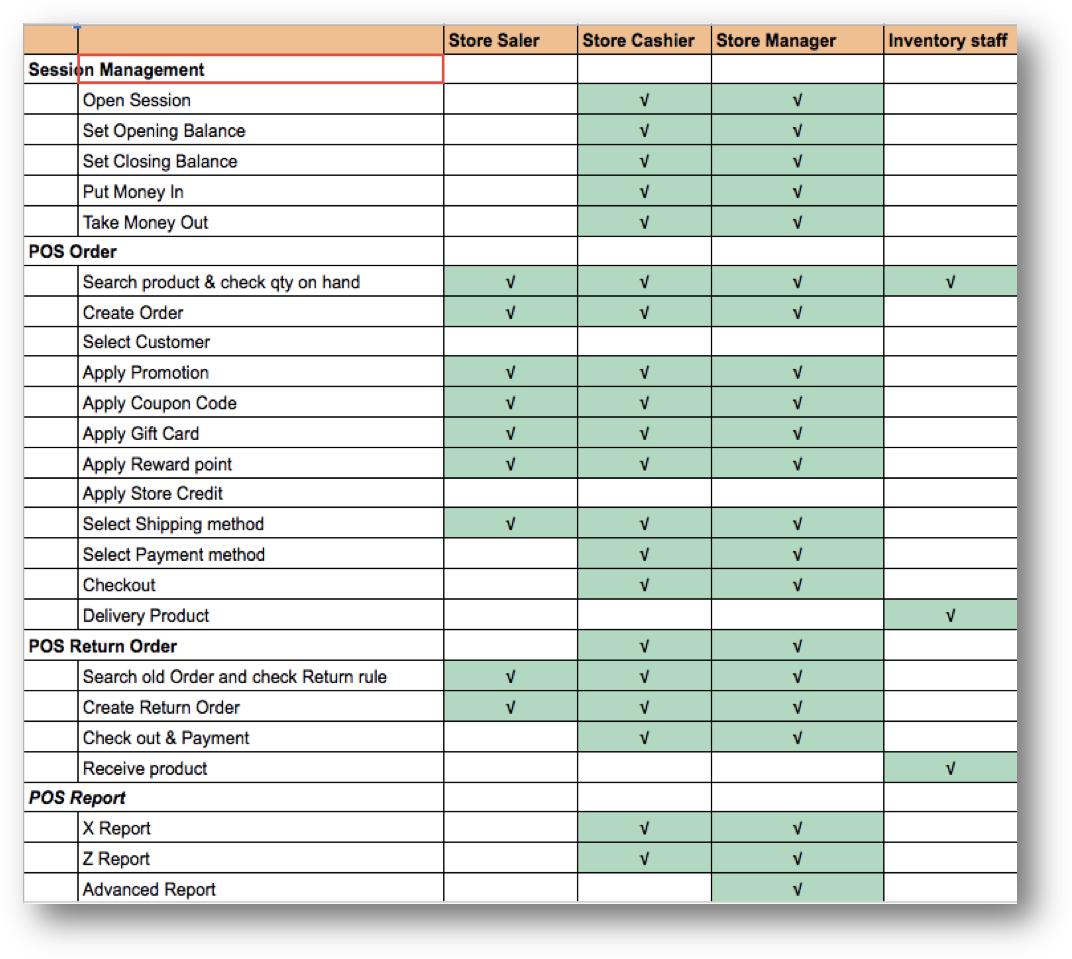 Store Saler Store Cashier Store Manager Inventory staff
Session Management
Open Session √ √
Set Opening Balance √ √
Set Closing Balance √ √
Put Money In √ √
Take Money Out √ √
POS Order
Search product & check qty on hand √ √ √ √
Create Order √ √ √
Select Customer
Apply Promotion √ √ √
Apply Coupon Code √ √ √
Apply Gift Card √ √ √
Apply Reward point √ √ √
Apply Store Credit
Select Shipping method √ √ √
Select Payment method √ √
Checkout √ √
Delivery Product √
POS Return Order √ √
Search old Order and check Return rule √ √ √
Create Return Order √ √ √
Check out & Payment √ √
Receive product √
POS Report
X Report √ √
Z Report √ √
Advanced Report √